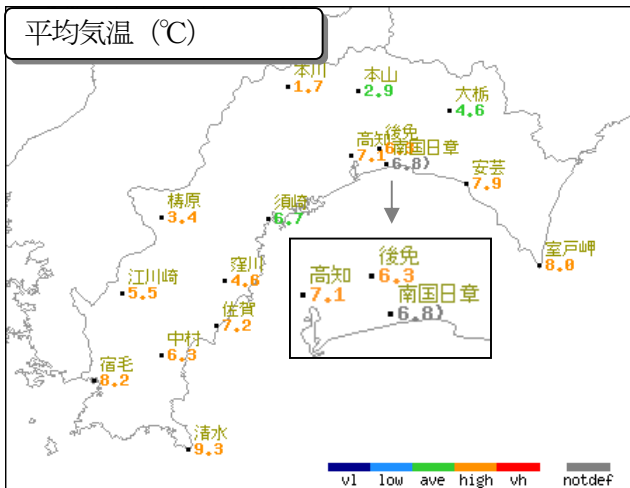 平均気温（℃）
本川
1.7
本山
2.9
大栃
4.6
高知
7.1
後免
6.3
南国日章
6.8)
安芸
7.9
梼原
3.4
須崎
6.7
室戸岬
8.0
江川崎
5.5
窪川
4.6
佐賀
7.2
中村
6.3
宿毛
8.2
清水
9.3
後免
6.3
高知
7.1
南国日章
6.8)
vl low ave high vh notdef